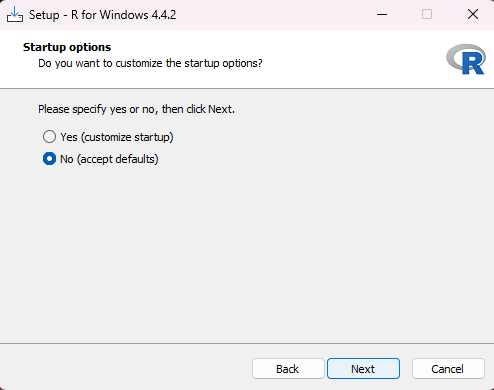 Setup - R for Windows 4.4.2
Startup options
Do you want to customize the startup options?
R
Please specify yes or no, then click Next.
Yes (customize startup)
No (accept defaults)
Back
Next
Cancel